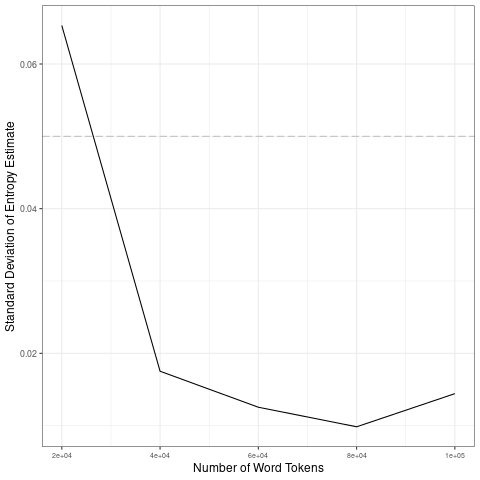 Standard Deviation of Entropy Estimate
0.06
0.04
0.02
2e+04 4e+04 6e+04 8e+04 1e+05
Number of Word Tokens